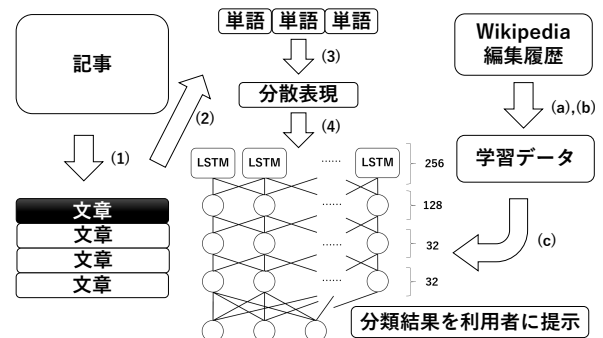 記事
(1)
文章
文章
文章
文章
(2)
単語 単語 単語
(3)
分散表現
(4)
LSTM LSTM ...... LSTM
256
...... 128
...... 32
...... 32
Wikipedia
編集履歴
(a),(b)
学習データ
(c)
分類結果を利用者に提示